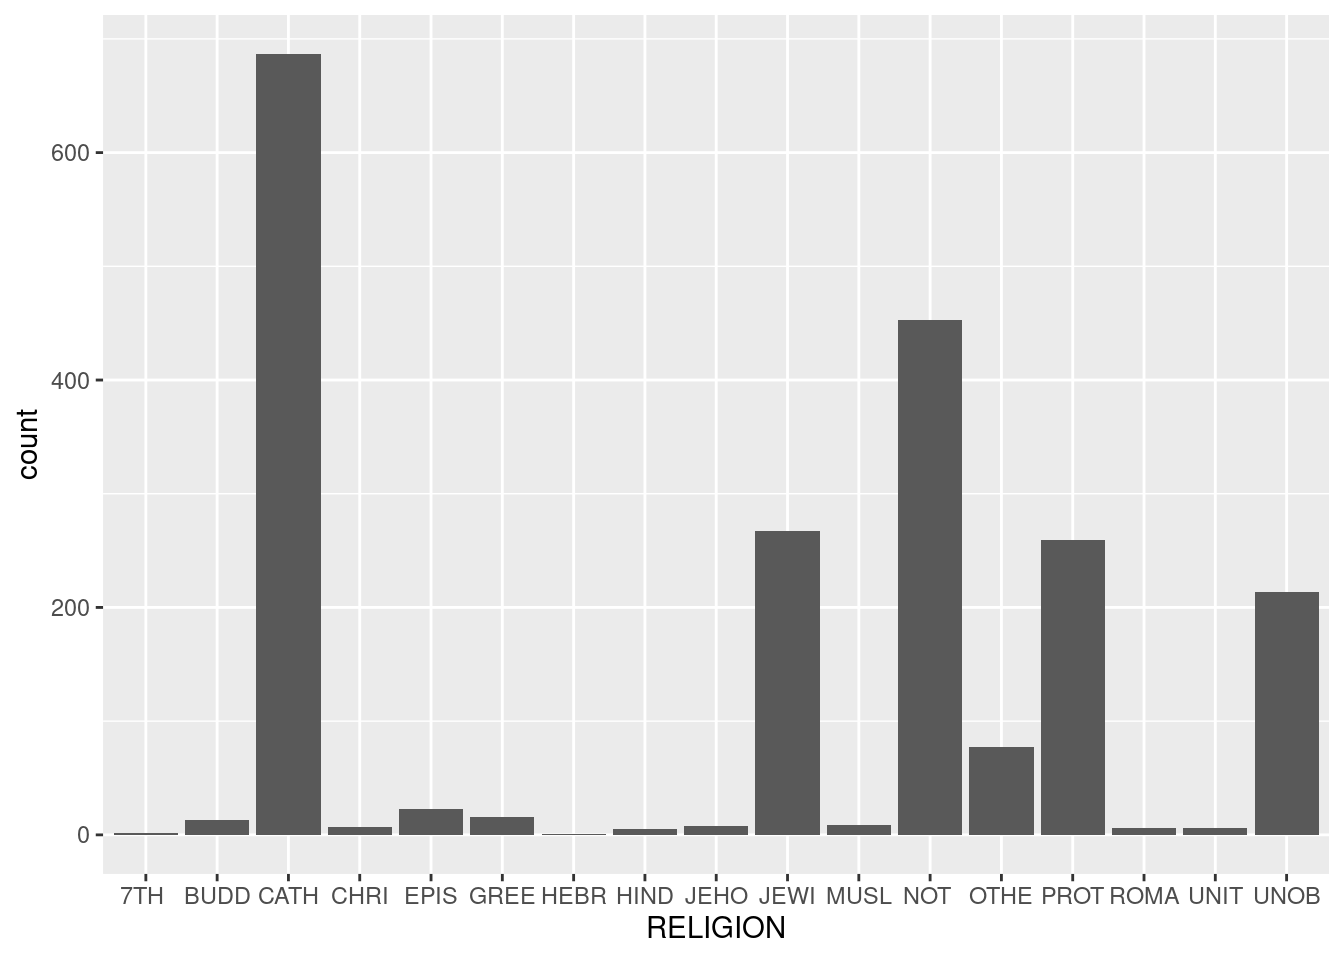 count
600
400
200
0
7TH BUDD CATH CHRI EPIS GREE HEBR HIND JEHO JEWI MUSL NOT OTHE PROT ROMA UNIT UNOB
RELIGION